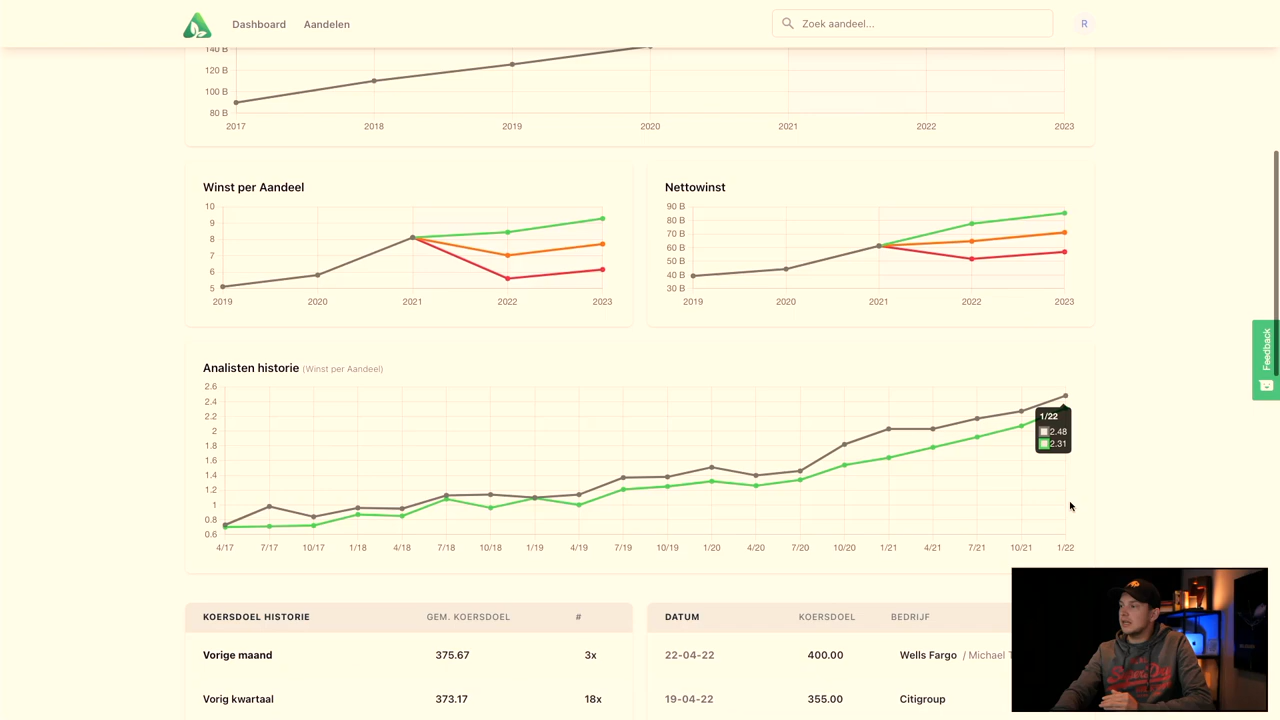 Dashboard Aandelen Zoek aandeel... R
140 B
120 B
100 B
80 B
2017 2018 2019 2020 2021 2022 2023
Winst per Aandeel
10
9
8
7
6
5
2019 2020 2021 2022 2023
Nettowinst
90 B
80 B
70 B
60 B
50 B
40 B
30 B
2019 2020 2021 2022 2023
Feedback
Analisten historie (Winst per Aandeel)
2.6
2.4
2.2
2
1.8
1.6
1.4
1.2
1
0.8
0.6
1/22
2.48
2.31
4/17 7/17 10/17 1/18 4/18 7/18 10/18 1/19 4/19 7/19 10/19 1/20 4/20 7/20 10/20 1/21 4/21 7/21 10/21 1/22
KOERSDOEL HISTORIE GEM. KOERSDOEL #
Vorige maand 375.67 3x
Vorig kwartaal 373.17 18x
DATUM KOERSDOEL BEDRIJF
22-04-22 400.00 Wells Fargo / Michael
19-04-22 355.00 Citigroup